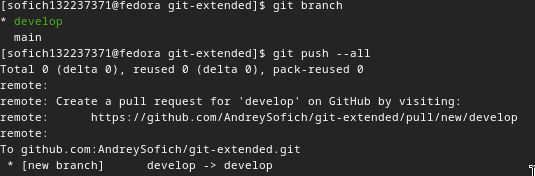 [sofich132237371@fedora git-extended]$ git branch
* develop
  main
[sofich132237371@fedora git-extended]$ git push --all
Total 0 (delta 0), reused 0 (delta 0), pack-reused 0
remote:
remote: Create a pull request for 'develop' on GitHub by visiting:
remote:      https://github.com/AndreySofich/git-extended/pull/new/develop
remote:
To github.com:AndreySofich/git-extended.git
 * [new branch]      develop -> develop